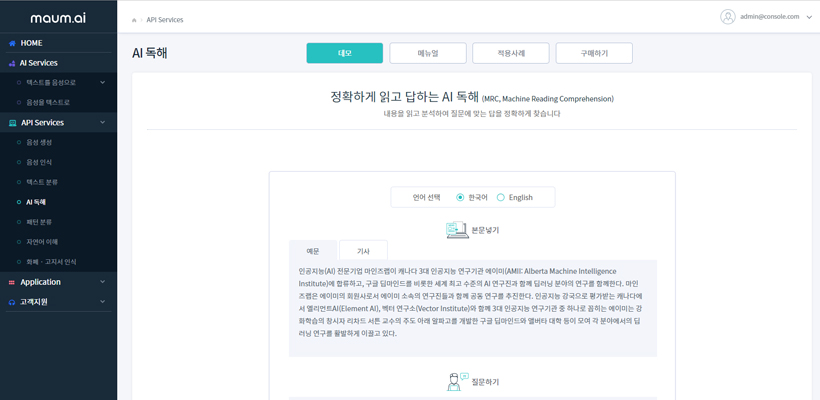 maum.ai
API Services
admin@console.com
HOME
AI Services
텍스트를 음성으로
음성을 텍스트로
API Services
음성 생성
음성 인식
텍스트 분류
AI 독해
패턴 분류
자연어 이해
화폐 · 고지서 인식
Application
고객지원
AI 독해
데모
메뉴얼
적용사례
구매하기
정확하게 읽고 답하는 AI 독해 (MRC, Machine Reading Comprehension)
내용을 읽고 분석하여 질문에 맞는 답을 정확하게 찾습니다
언어 선택 한국어 English
본문넣기
예문
기사
인공지능(AI) 전문기업 마인즈랩이 캐나다 3대 인공지능 연구기관 에이미(AMII: Alberta Machine Intelligence
Institute)에 합류하고, 구글 딥마인드를 비롯한 세계 최고 수준의 AI 연구진과 함께 딥러닝 분야의 연구를 함께한다. 마인
즈랩은 에이미의 회원사로서 에이미 소속의 연구진들과 함께 공동 연구를 추진한다. 인공지능 강국으로 평가받는 캐나다에
서 엘리먼트AI(Element AI), 벡터 연구소(Vector Institute)와 함께 3대 인공지능 연구기관 중 하나로 꼽히는 에이미는 강
화학습의 창시자 리차드 서튼 교수의 주도 아래 알파고를 개발한 구글 딥마인드와 앨버타 대학 등이 모여 각 분야에서의 딥
러닝 연구를 활발하게 이끌고 있다.
질문하기